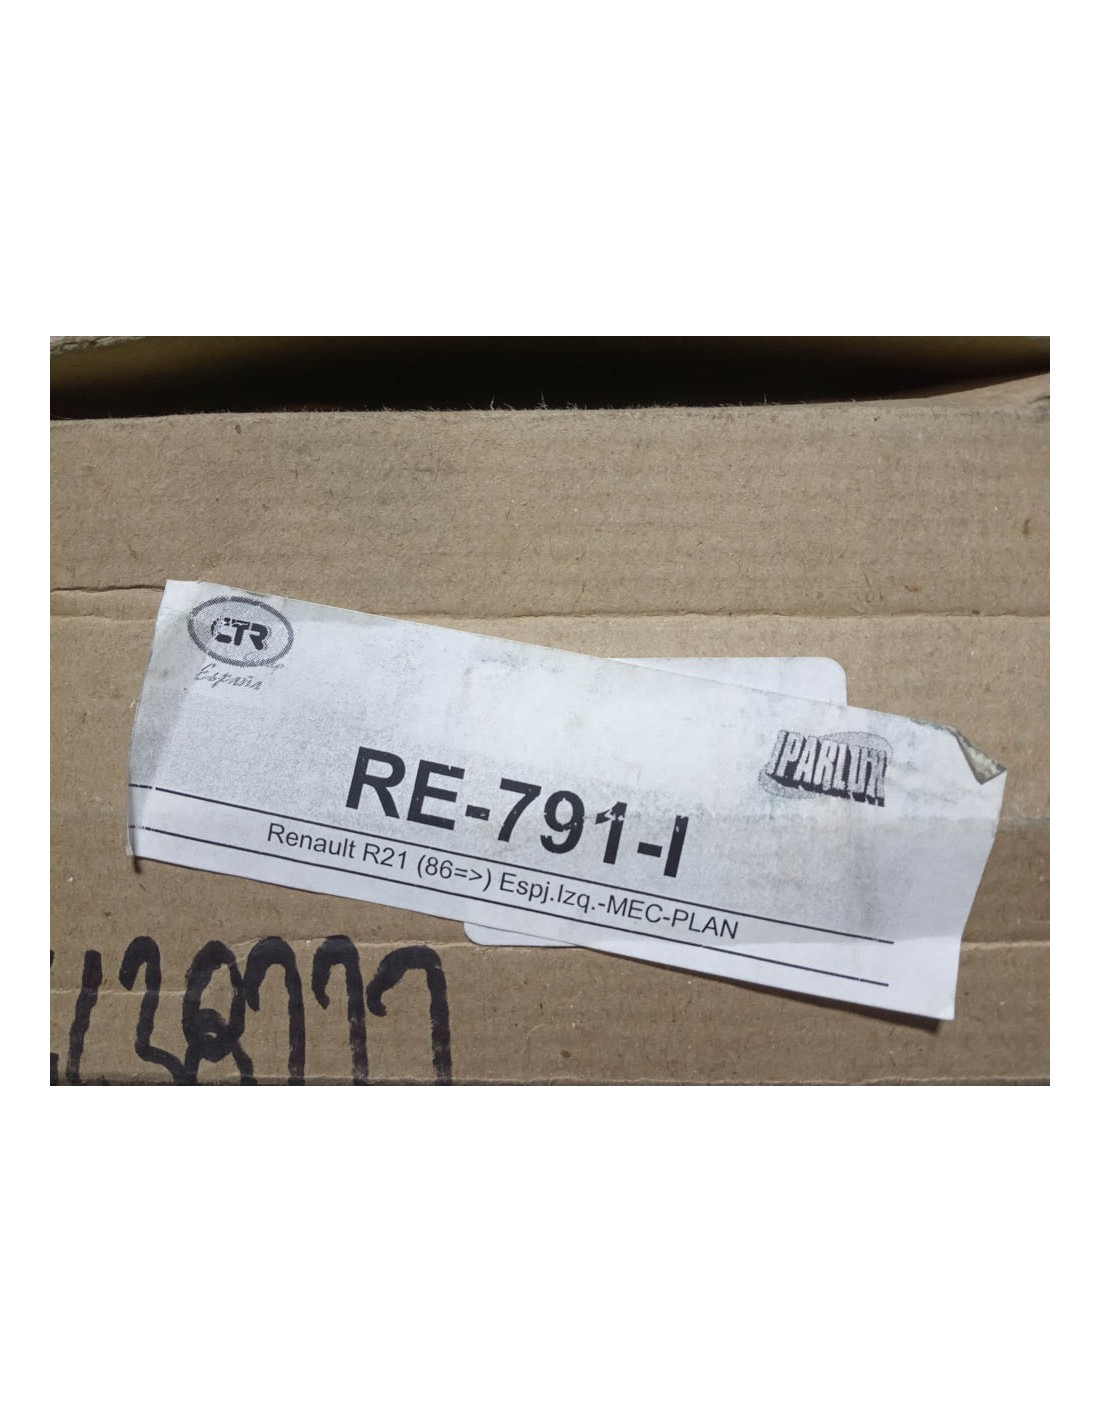 CTR
España
IPARLUX
RE-791-I
Renault R21 (86=>) Espj.Izq.-MEC-PLAN